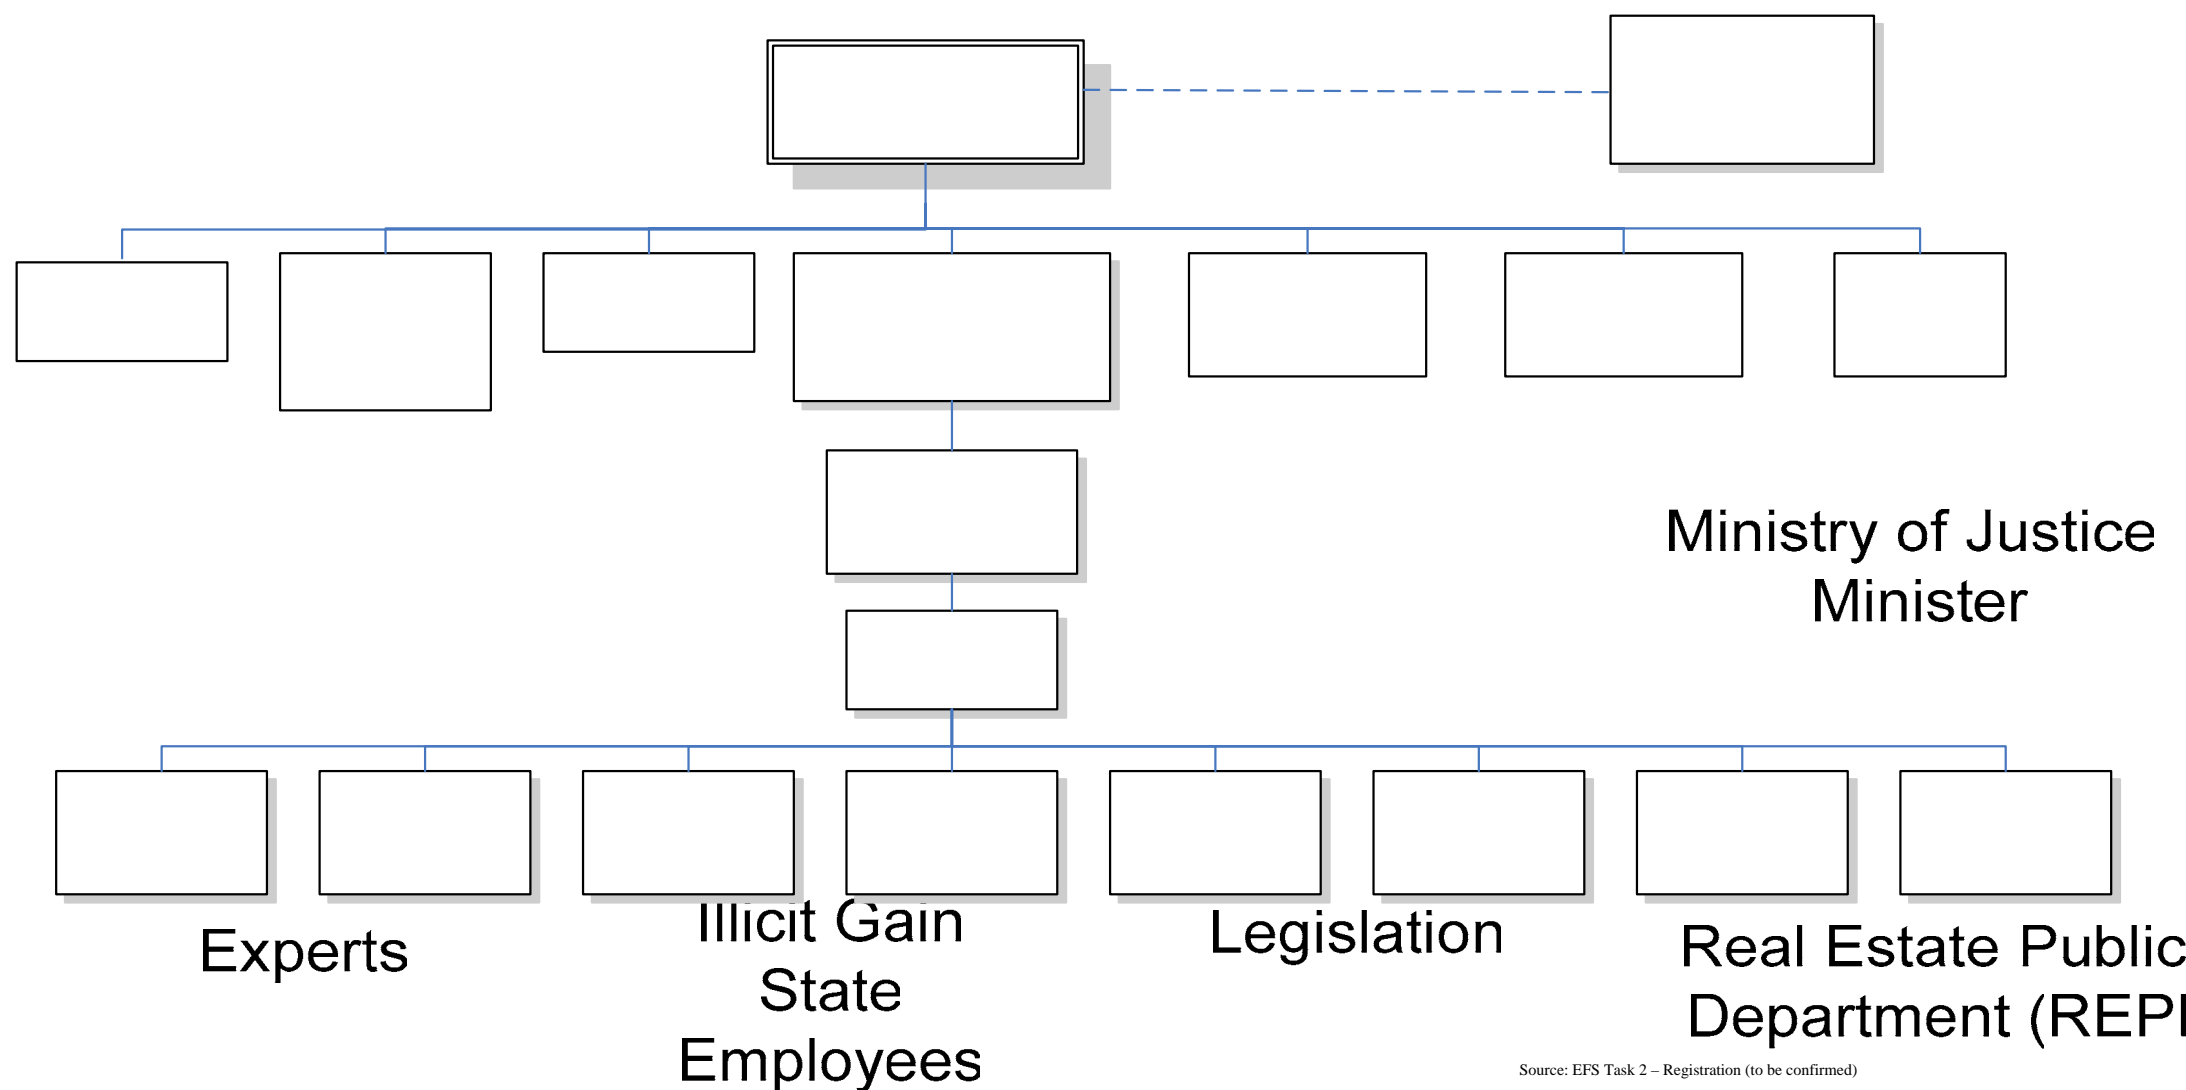 Ministry of Justice
Minister
Experts
Illicit Gain
State
Employees
Legislation
Real Estate Public
Department (REP
Source: EFS Task 2 – Registration (to be confirmed)